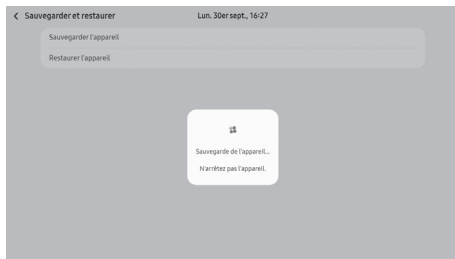 Sauvegarder et restaurer
Lun. 30er sept., 16:27
Sauvegarder l'appareil
Restaurer l'appareil
Sauvegarde de l'appareil...
N'arrêtez pas l'appareil.